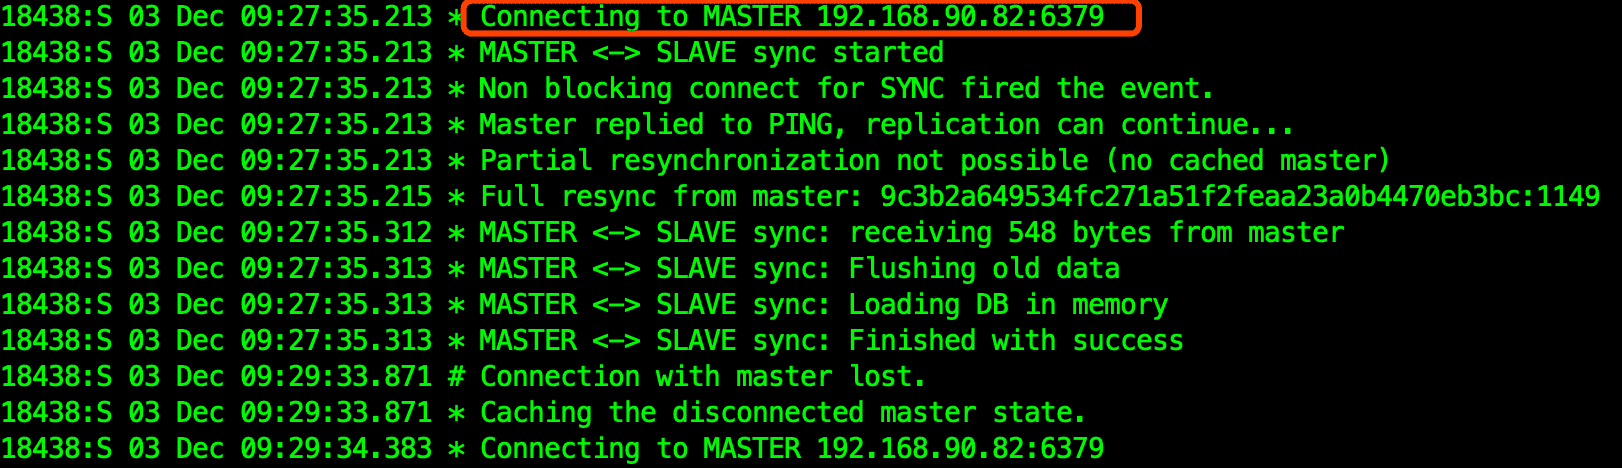 18438:S 03 Dec 09:27:35.213 * Connecting to MASTER 192.168.90.82:6379
18438:S 03 Dec 09:27:35.213 * MASTER <-> SLAVE sync started
18438:S 03 Dec 09:27:35.213 * Non blocking connect for SYNC fired the event.
18438:S 03 Dec 09:27:35.213 * Master replied to PING, replication can continue...
18438:S 03 Dec 09:27:35.213 * Partial resynchronization not possible (no cached master)
18438:S 03 Dec 09:27:35.215 * Full resync from master: 9c3b2a649534fc271a51f2feaa23a0b4470eb3bc:1149
18438:S 03 Dec 09:27:35.312 * MASTER <-> SLAVE sync: receiving 548 bytes from master
18438:S 03 Dec 09:27:35.313 * MASTER <-> SLAVE sync: Flushing old data
18438:S 03 Dec 09:27:35.313 * MASTER <-> SLAVE sync: Loading DB in memory
18438:S 03 Dec 09:27:35.313 * MASTER <-> SLAVE sync: Finished with success
18438:S 03 Dec 09:29:33.871 # Connection with master lost.
18438:S 03 Dec 09:29:33.871 * Caching the disconnected master state.
18438:S 03 Dec 09:29:34.383 * Connecting to MASTER 192.168.90.82:6379